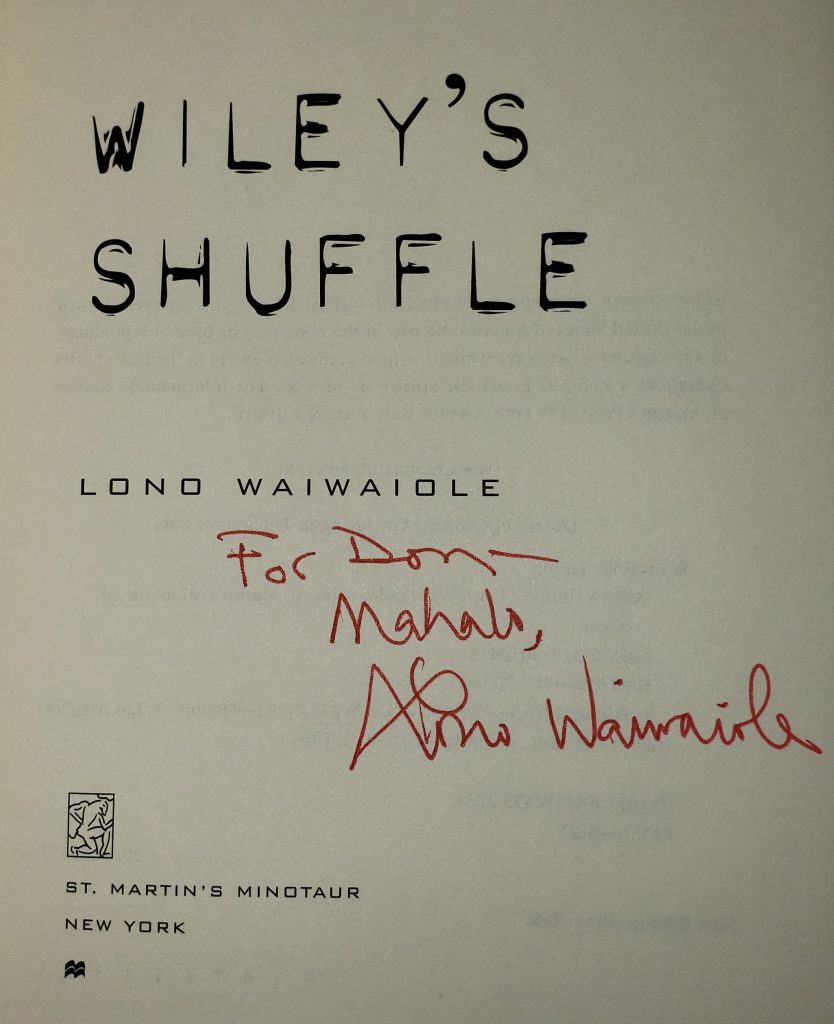 WILEY'S
SHUFFLE
LONO WAIWAIOLE
For Don—
Mahalo,
Lono Waiwaiole
ST. MARTIN'S MINOTAUR
NEW YORK